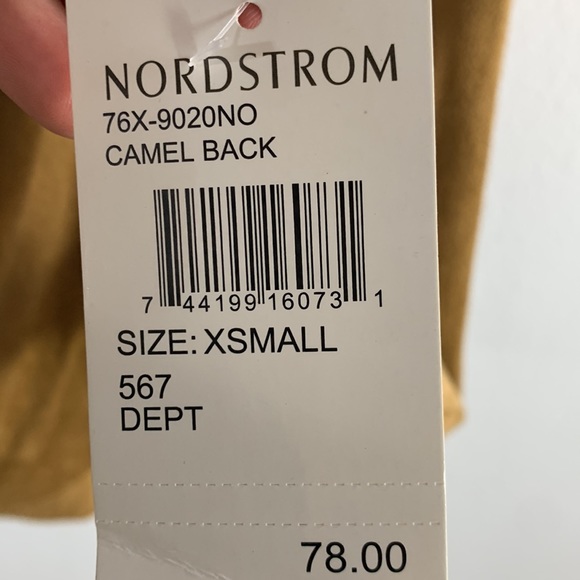 NORDSTROM
76X-9020NO
CAMEL BACK
7 44199 16073 1
SIZE: XSMALL
567
DEPT
78.00